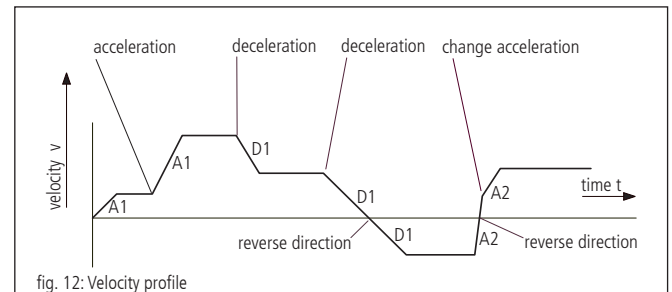 acceleration deceleration deceleration change acceleration
velocity v
A1 A1 D1 D1 D1 A2 A2
time t
reverse direction reverse direction
fig. 12: Velocity profile